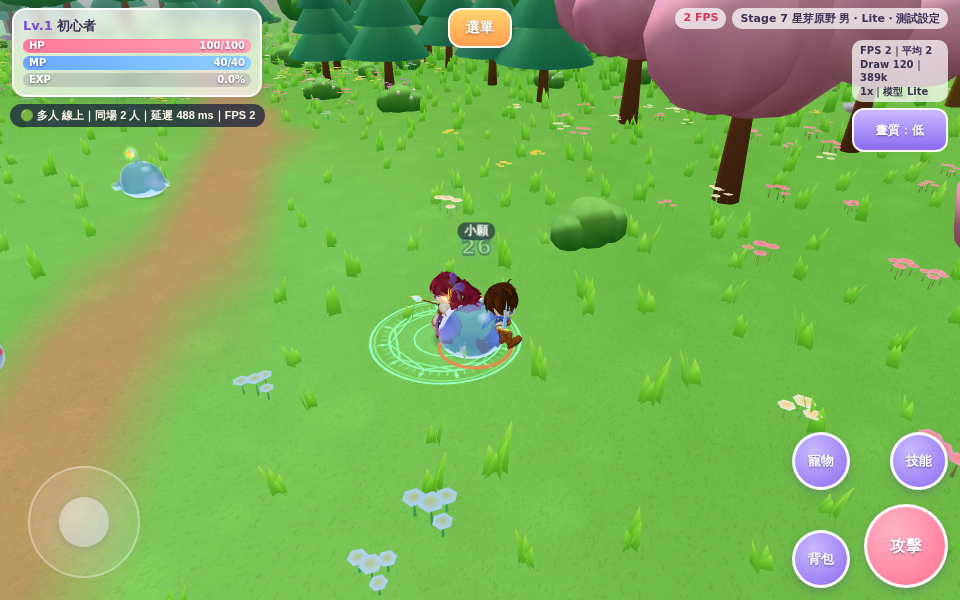 Lv.1 初心者
HP 100/100
MP 40/40
EXP 0.0%
多人 線上｜同場 2 人｜延遲 488 ms｜FPS 2
選單
2 FPS
Stage 7 星芽原野 男・Lite・測試設定
FPS 2｜平均 2
Draw 120｜
389k
1x｜模型 Lite
畫質：低
小願
26
寵物
技能
攻擊
背包